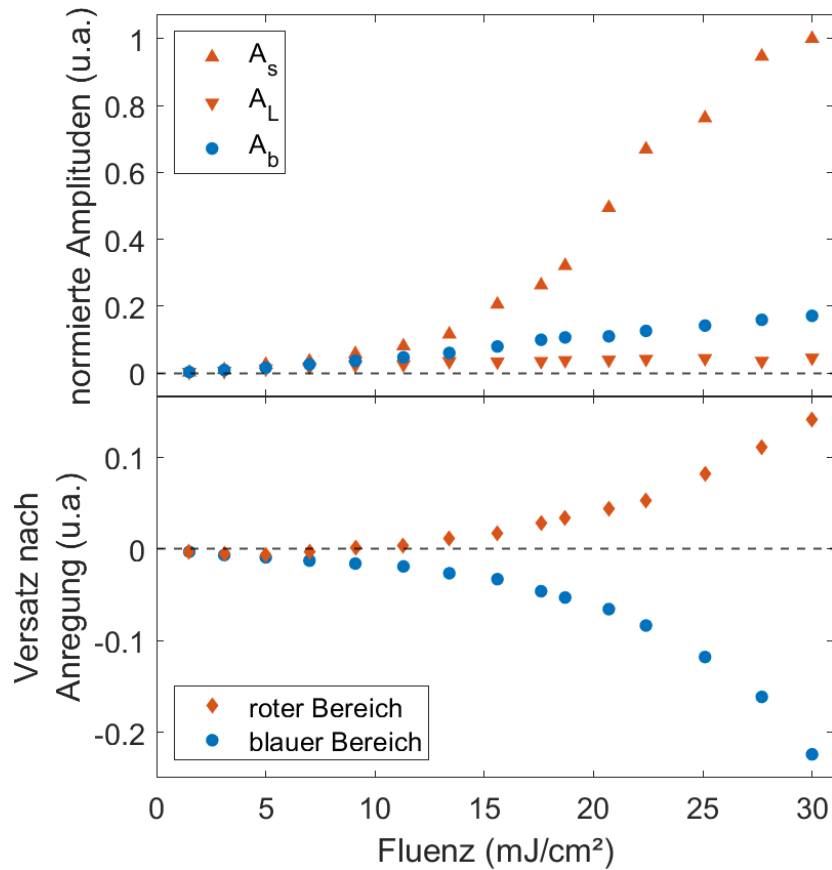 normierte Amplituden (u.a.)
1
0.8
0.6
0.4
0.2
0
A_s
A_L
A_b
Versatz nach
Anregung (u.a.)
0.1
0
-0.1
-0.2
roter Bereich
blauer Bereich
0 5 10 15 20 25 30
Fluenz (mJ/cm²)